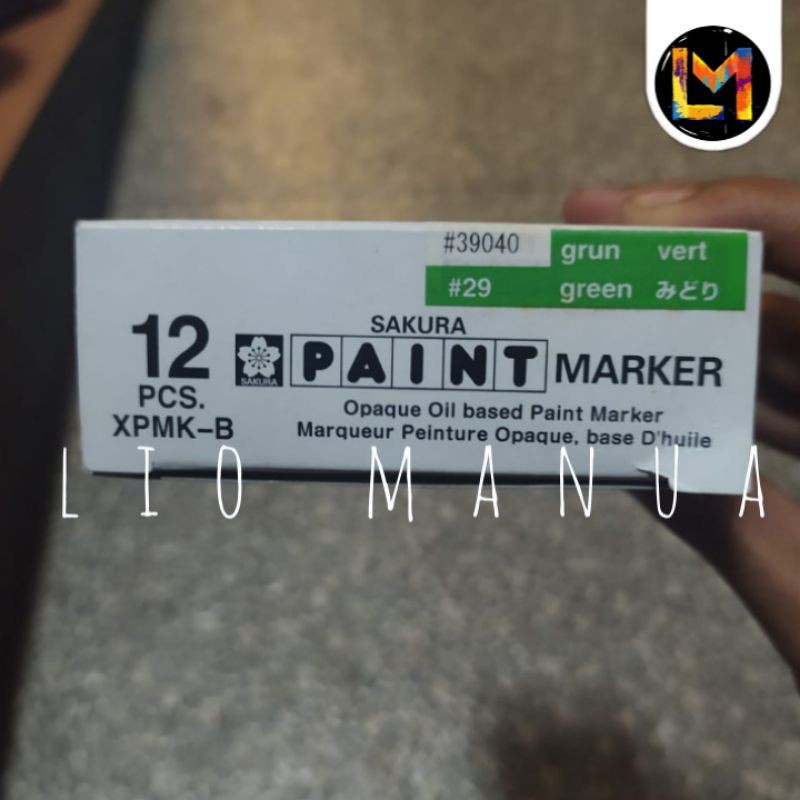 LM
#39040 grun vert
#29 green みどり
12
PCS.
XPMK-B
SAKURA
SAKURA
PAINT MARKER
Opaque Oil based Paint Marker
Marqueur Peinture Opaque, base D'huile
LIO MANUA